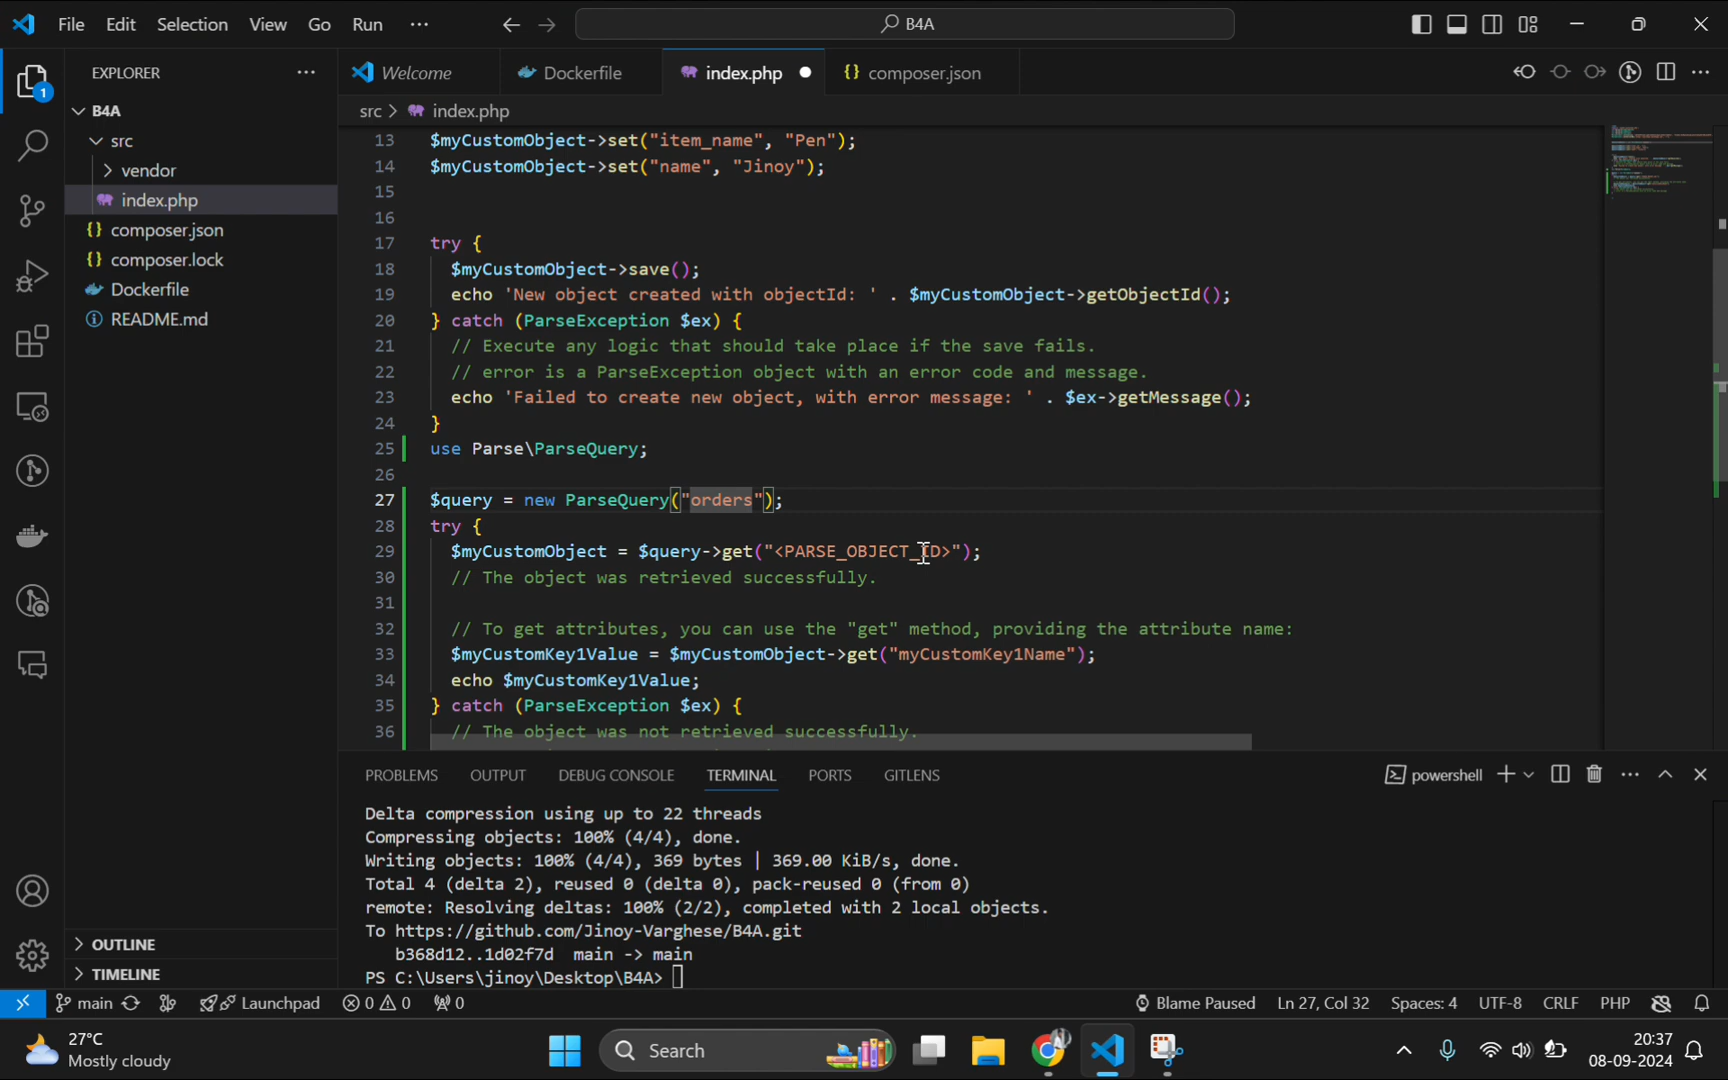 File Edit Selection View Go Run ··· B4A
EXPLORER ···
Welcome Dockerfile index.php composer.json
B4A
src > index.php
src
vendor
index.php
composer.json
composer.lock
Dockerfile
README.md
13 $myCustomObject->set("item_name", "Pen");
14 $myCustomObject->set("name", "Jinoy");
15
16
17 try {
18 $myCustomObject->save();
19 echo 'New object created with objectId: ' . $myCustomObject->getObjectId();
20 } catch (ParseException $ex) {
21 // Execute any logic that should take place if the save fails.
22 // error is a ParseException object with an error code and message.
23 echo 'Failed to create new object, with error message: ' . $ex->getMessage();
24 }
25 use Parse\ParseQuery;
26
27 $query = new ParseQuery("orders");
28 try {
29 $myCustomObject = $query->get("<PARSE_OBJECT_ID>");
30 // The object was retrieved successfully.
31
32 // To get attributes, you can use the "get" method, providing the attribute name:
33 $myCustomKey1Value = $myCustomObject->get("myCustomKey1Name");
34 echo $myCustomKey1Value;
35 } catch (ParseException $ex) {
36 // The object was not retrieved successfully.
PROBLEMS OUTPUT DEBUG CONSOLE TERMINAL PORTS GITLENS powershell
Delta compression using up to 22 threads
Compressing objects: 100% (4/4), done.
Writing objects: 100% (4/4), 369 bytes | 369.00 KiB/s, done.
Total 4 (delta 2), reused 0 (delta 0), pack-reused 0 (from 0)
remote: Resolving deltas: 100% (2/2), completed with 2 local objects.
To https://github.com/Jinoy-Varghese/B4A.git
b368d12..1d02f7d main -> main
PS C:\Users\jinoy\Desktop\B4A>
OUTLINE
TIMELINE
1
main Launchpad 0 0 0 Blame Paused Ln 27, Col 32 Spaces: 4 UTF-8 CRLF PHP
27°C
Mostly cloudy
Search
20:37
08-09-2024